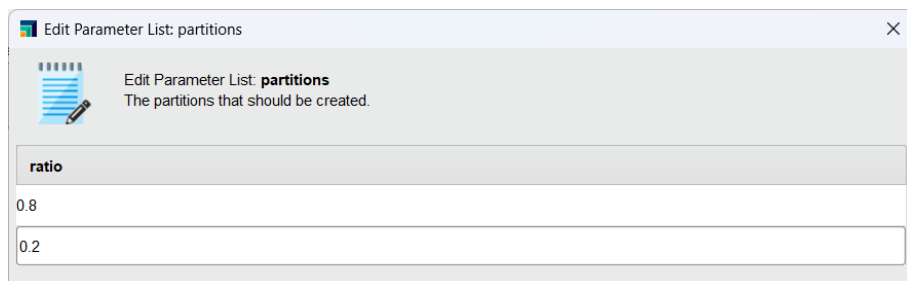 Edit Parameter List: partitions
Edit Parameter List: partitions
The partitions that should be created.
ratio
0.8
0.2